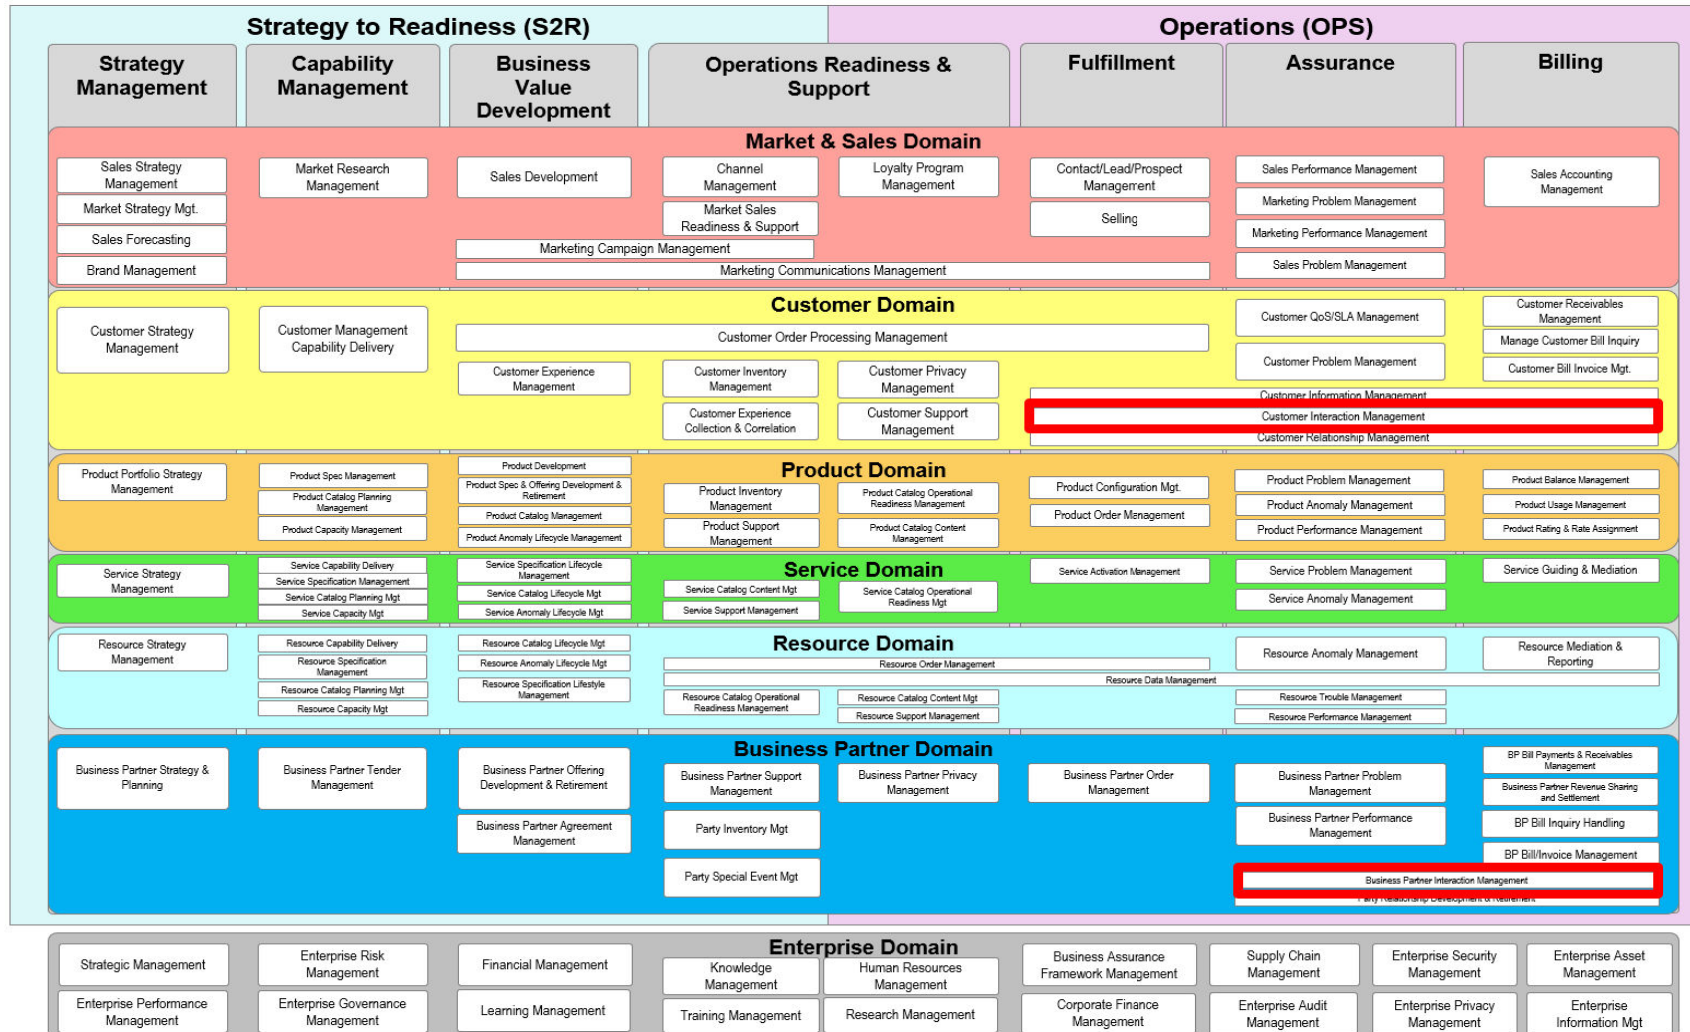 Strategy to Readiness (S2R)
Operations (OPS)
Strategy
Management
Capability
Management
Business
Value
Development
Operations Readiness &
Support
Fulfillment
Assurance
Billing
Market & Sales Domain
Sales Strategy
Management
Market Strategy Mgt.
Sales Forecasting
Brand Management
Market Research
Management
Sales Development
Channel
Management
Loyalty Program
Management
Market Sales
Readiness & Support
Marketing Campaign Management
Marketing Communications Management
Contact/Lead/Prospect
Management
Selling
Sales Performance Management
Marketing Problem Management
Marketing Performance Management
Sales Problem Management
Sales Accounting
Management
Customer Domain
Customer Strategy
Management
Customer Management
Capability Delivery
Customer Order Processing Management
Customer Experience
Management
Customer Inventory
Management
Customer Privacy
Management
Customer Experience
Collection & Correlation
Customer Support
Management
Customer QoS/SLA Management
Customer Problem Management
Customer Receivables
Management
Manage Customer Bill Inquiry
Customer Bill Invoice Mgt.
Customer Information Management
Customer Interaction Management
Customer Relationship Management
Product Domain
Product Portfolio Strategy
Management
Product Spec Management
Product Catalog Planning
Management
Product Capacity Management
Product Development
Product Spec & Offering Development &
Retirement
Product Catalog Management
Product Anomaly Lifecycle Management
Product Inventory
Management
Product Catalog Operational
Readiness Management
Product Support
Management
Product Catalog Content
Management
Product Configuration Mgt.
Product Order Management
Product Problem Management
Product Anomaly Management
Product Performance Management
Product Balance Management
Product Usage Management
Product Rating & Rate Assignment
Service Domain
Service Strategy
Management
Service Capability Delivery
Service Specification Management
Service Catalog Planning Mgt
Service Capacity Mgt
Service Specification Lifecycle
Management
Service Catalog Lifecycle Mgt
Service Anomaly Lifecycle Mgt
Service Catalog Content Mgt
Service Support Management
Service Catalog Operational
Readiness Mgt
Service Activation Management
Service Problem Management
Service Anomaly Management
Service Guiding & Mediation
Resource Domain
Resource Strategy
Management
Resource Capability Delivery
Resource Specification
Management
Resource Catalog Planning Mgt
Resource Capacity Mgt
Resource Catalog Lifecycle Mgt
Resource Anomaly Lifecycle Mgt
Resource Specification Lifestyle
Management
Resource Order Management
Resource Data Management
Resource Catalog Operational
Readiness Management
Resource Catalog Content Mgt
Resource Support Management
Resource Anomaly Management
Resource Trouble Management
Resource Performance Management
Resource Mediation &
Reporting
Business Partner Domain
Business Partner Strategy &
Planning
Business Partner Tender
Management
Business Partner Offering
Development & Retirement
Business Partner Agreement
Management
Business Partner Support
Management
Business Partner Privacy
Management
Party Inventory Mgt
Party Special Event Mgt
Business Partner Order
Management
Business Partner Problem
Management
Business Partner Performance
Management
BP Bill Payments & Receivables
Management
Business Partner Revenue Sharing
and Settlement
BP Bill Inquiry Handling
BP Bill/Invoice Management
Business Partner Interaction Management
Party Relationship Development & Retirement
Enterprise Domain
Strategic Management
Enterprise Risk
Management
Financial Management
Knowledge
Management
Human Resources
Management
Business Assurance
Framework Management
Supply Chain
Management
Enterprise Security
Management
Enterprise Asset
Management
Enterprise Performance
Management
Enterprise Governance
Management
Learning Management
Training Management
Research Management
Corporate Finance
Management
Enterprise Audit
Management
Enterprise Privacy
Management
Enterprise
Information Mgt